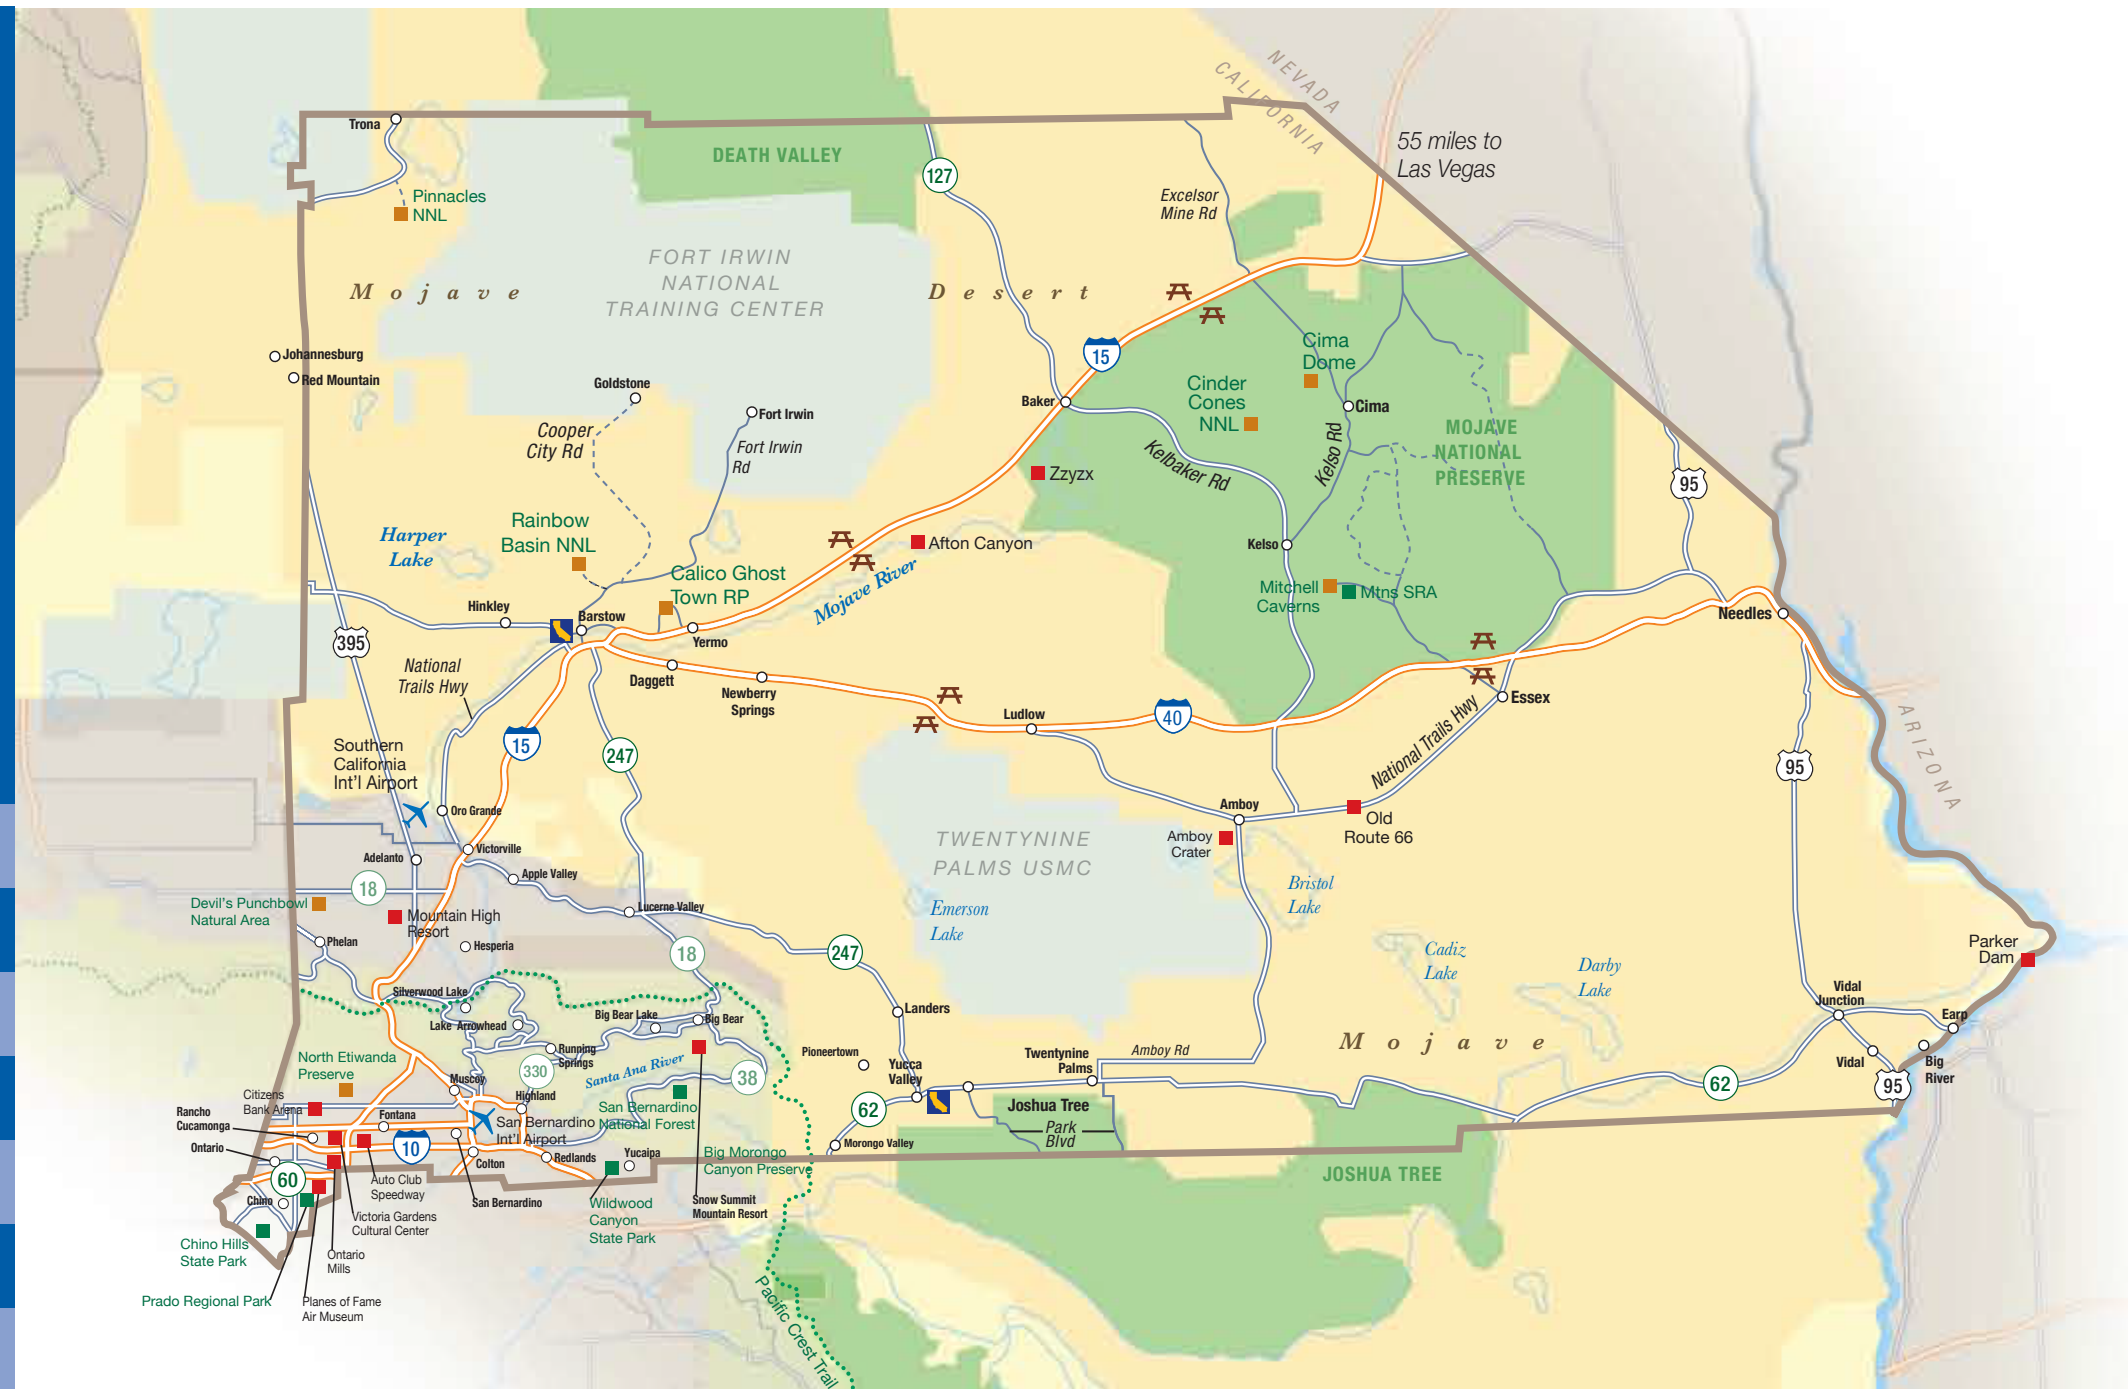 NEVADA
CALIFORNIA
55 miles to
Las Vegas
Trona
DEATH VALLEY
127
Pinnacles
NNL
Excelsor
Mine Rd
FORT IRWIN
NATIONAL
TRAINING CENTER
Mojave
Desert
Johannesburg
Red Mountain
Goldstone
Fort Irwin
Cooper
City Rd
Fort Irwin
Rd
15
Baker
Cima
Dome
Cinder
Cones
NNL
Cima
MOJAVE
NATIONAL
PRESERVE
Kelbaker Rd
Kelso Rd
Zzyzx
95
Harper
Lake
Rainbow
Basin NNL
Afton Canyon
Kelso
Calico Ghost
Town RP
Mojave River
Mitchell
Caverns
Mtns SRA
Hinkley
Barstow
Yermo
Needles
395
National
Trails Hwy
Daggett
Newberry
Springs
Ludlow
40
Essex
National Trails Hwy
ARIZONA
Southern
California
Int'l Airport
15
247
95
Oro Grande
Amboy
Old
Route 66
Amboy
Crater
TWENTYNINE
PALMS USMC
Victorville
Adelanto
Apple Valley
18
Bristol
Lake
Devil's Punchbowl
Natural Area
Mountain High
Resort
Lucerne Valley
Emerson
Lake
Phelan
Hesperia
18
247
Cadiz
Lake
Darby
Lake
Parker
Dam
Silverwood Lake
Vidal
Junction
Lake Arrowhead
Big Bear Lake
Big Bear
Landers
Earp
Mojave
North Etiwanda
Preserve
Running
Springs
330
Santa Ana River
38
Pioneertown
Yucca
Valley
Twentynine
Palms
Amboy Rd
Vidal
Big
River
62
95
Muscoy
Highland
San Bernardino
National Forest
62
Joshua Tree
Park
Blvd
Citizens
Bank Arena
Rancho
Cucamonga
Fontana
San Bernardino
Int'l Airport
Ontario
10
Morongo Valley
Colton
Redlands
Yucaipa
Big Morongo
Canyon Preserve
JOSHUA TREE
60
Auto Club
Speedway
Chino
San Bernardino
Wildwood
Canyon
State Park
Snow Summit
Mountain Resort
Victoria Gardens
Cultural Center
Chino Hills
State Park
Ontario
Mills
Prado Regional Park
Planes of Fame
Air Museum
Pacific Crest Trail